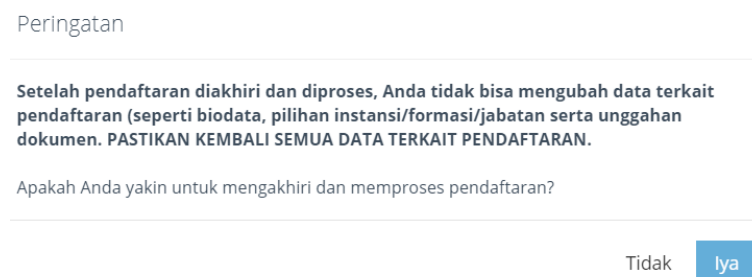 Peringatan
Setelah pendaftaran diakhiri dan diproses, Anda tidak bisa mengubah data terkait
pendaftaran (seperti biodata, pilihan instansi/formasi/jabatan serta unggahan
dokumen. PASTIKAN KEMBALI SEMUA DATA TERKAIT PENDAFTARAN.
Apakah Anda yakin untuk mengakhiri dan memproses pendaftaran?
Tidak Iya